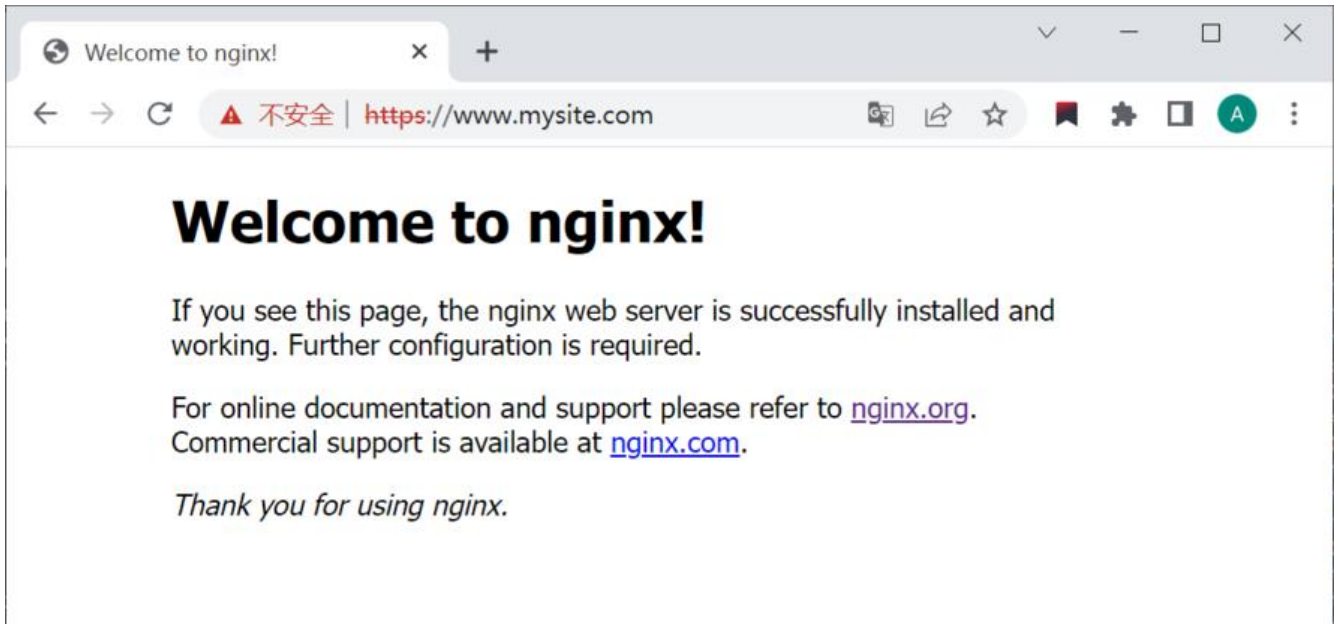 Welcome to nginx!
不安全 | https://www.mysite.com
A
Welcome to nginx!
If you see this page, the nginx web server is successfully installed and
working. Further configuration is required.
For online documentation and support please refer to nginx.org.
Commercial support is available at nginx.com.
Thank you for using nginx.